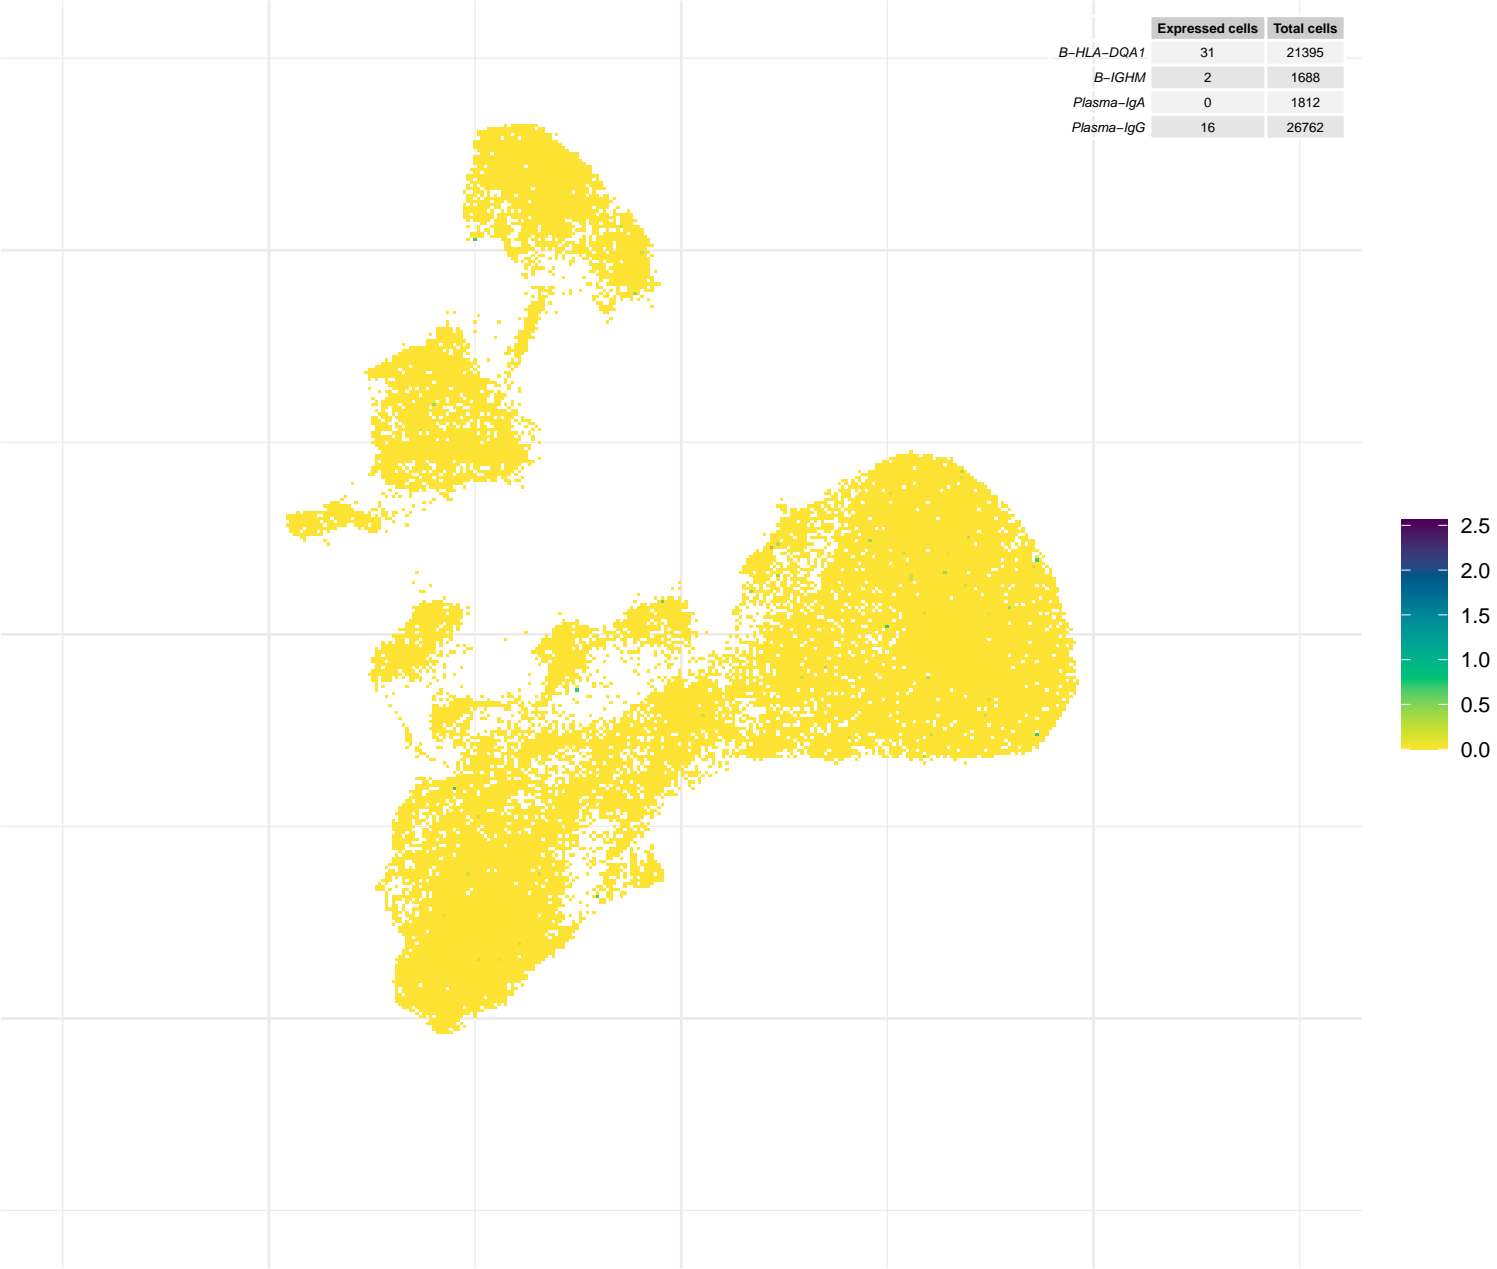 Expressed cells Total cells
B−HLA−DQA1 31 21395
B−IGHM 2 1688
Plasma−IgA 0 1812
Plasma−IgG 16 26762
2.5
2.0
1.5
1.0
0.5
0.0